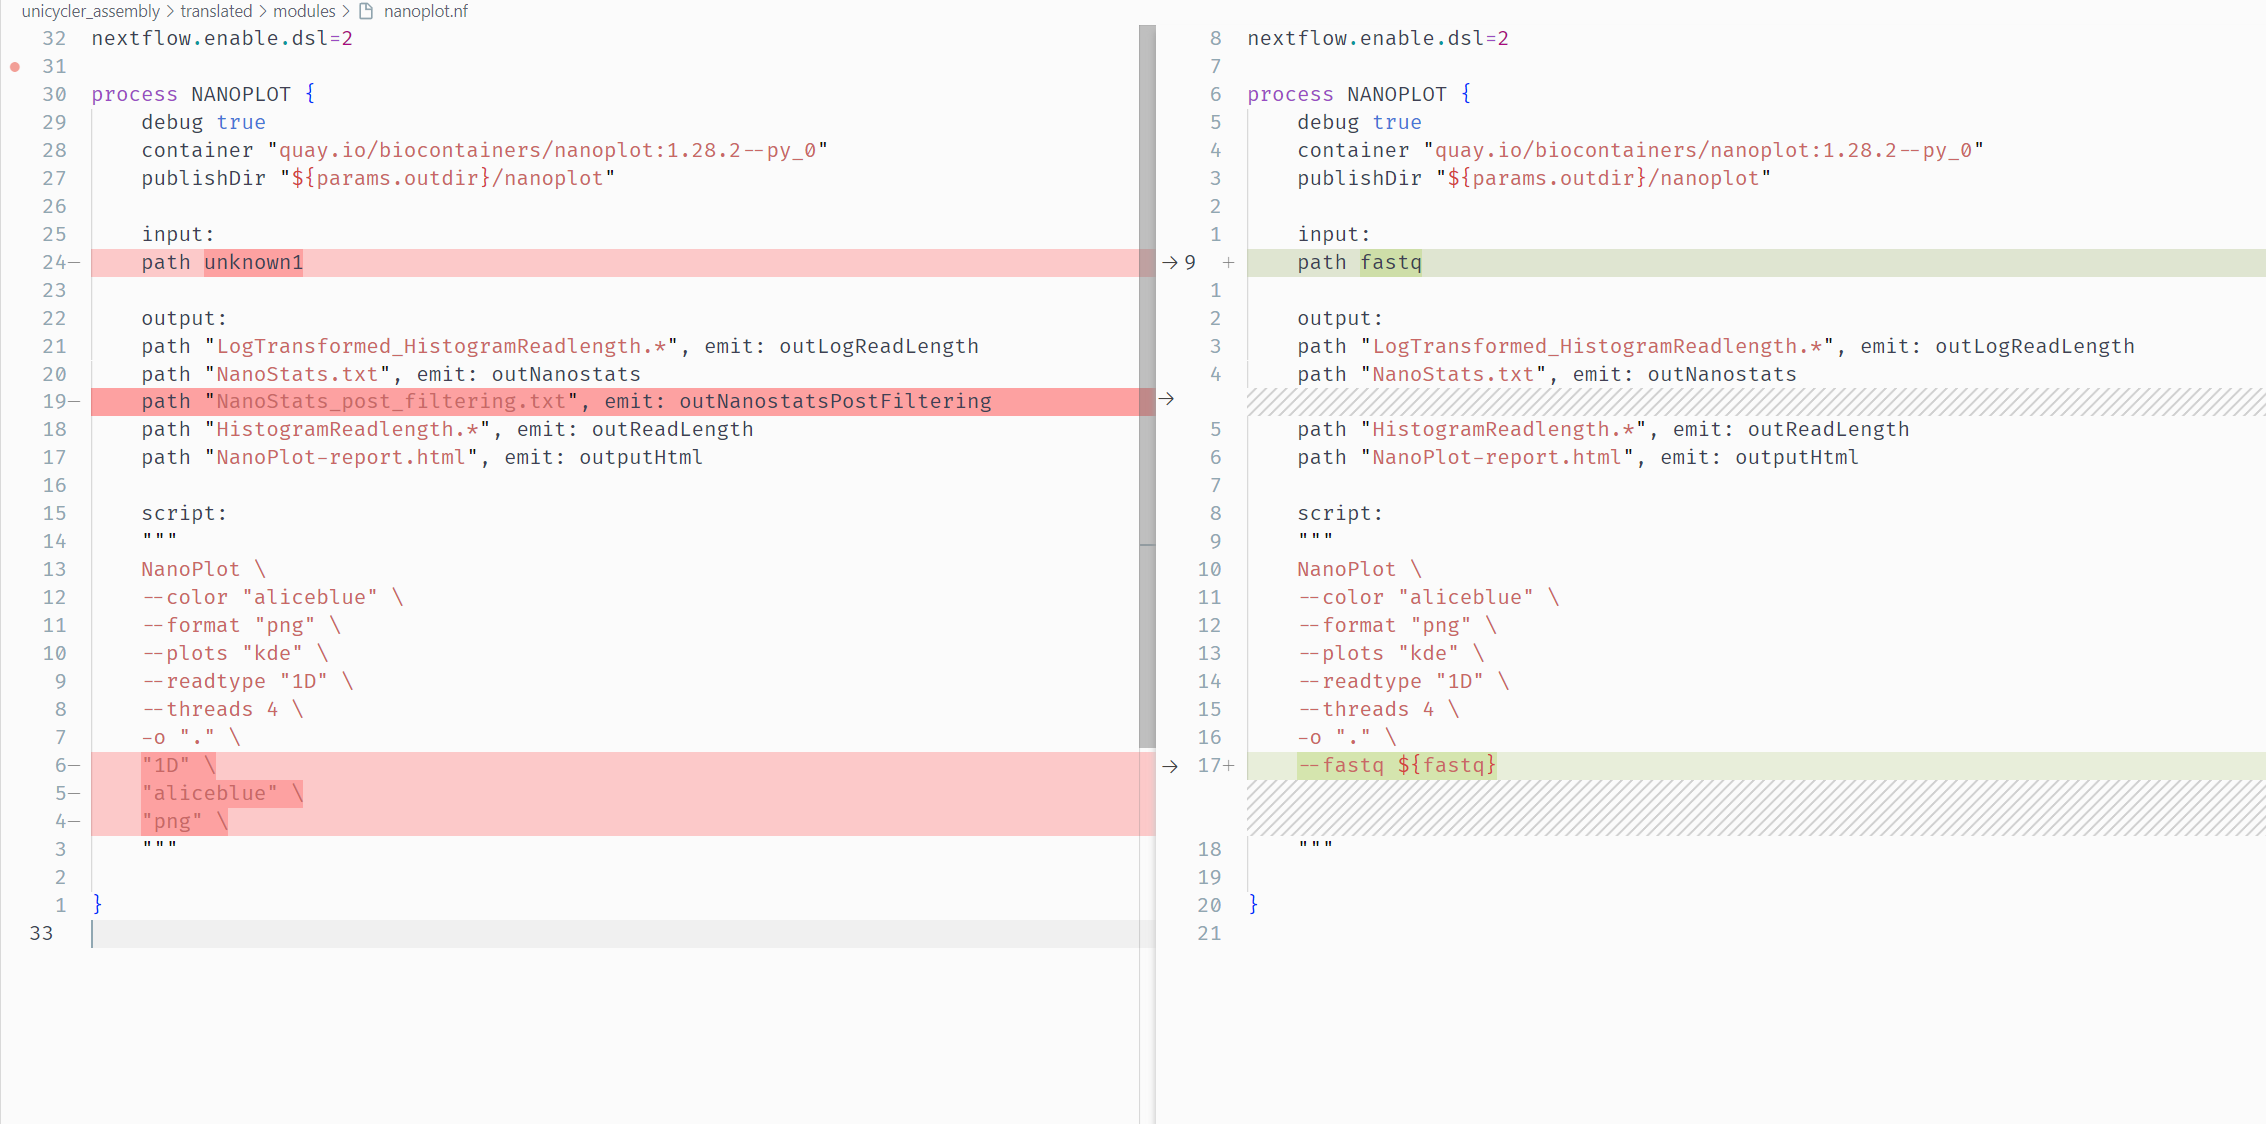 unicycler_assembly > translated > modules > nanoplot.nf
32 nextflow.enable.dsl=2
31
30 process NANOPLOT {
29 debug true
28 container "quay.io/biocontainers/nanoplot:1.28.2--py_0"
27 publishDir "${params.outdir}/nanoplot"
26
25 input:
24− path unknown1
23
22 output:
21 path "LogTransformed_HistogramReadlength.*", emit: outLogReadLength
20 path "NanoStats.txt", emit: outNanostats
19− path "NanoStats_post_filtering.txt", emit: outNanostatsPostFiltering
18 path "HistogramReadlength.*", emit: outReadLength
17 path "NanoPlot-report.html", emit: outputHtml
16
15 script:
14 """
13 NanoPlot \
12 --color "aliceblue" \
11 --format "png" \
10 --plots "kde" \
9 --readtype "1D" \
8 --threads 4 \
7 -o "." \
6− "1D" \
5− "aliceblue" \
4− "png" \
3 """
2
1 }
33
8 nextflow.enable.dsl=2
7
6 process NANOPLOT {
5 debug true
4 container "quay.io/biocontainers/nanoplot:1.28.2--py_0"
3 publishDir "${params.outdir}/nanoplot"
2
1 input:
→ 9 + path fastq
1
2 output:
3 path "LogTransformed_HistogramReadlength.*", emit: outLogReadLength
4 path "NanoStats.txt", emit: outNanostats
→
5 path "HistogramReadlength.*", emit: outReadLength
6 path "NanoPlot-report.html", emit: outputHtml
7
8 script:
9 """
10 NanoPlot \
11 --color "aliceblue" \
12 --format "png" \
13 --plots "kde" \
14 --readtype "1D" \
15 --threads 4 \
16 -o "." \
→ 17+ --fastq ${fastq}
18 """
19
20 }
21